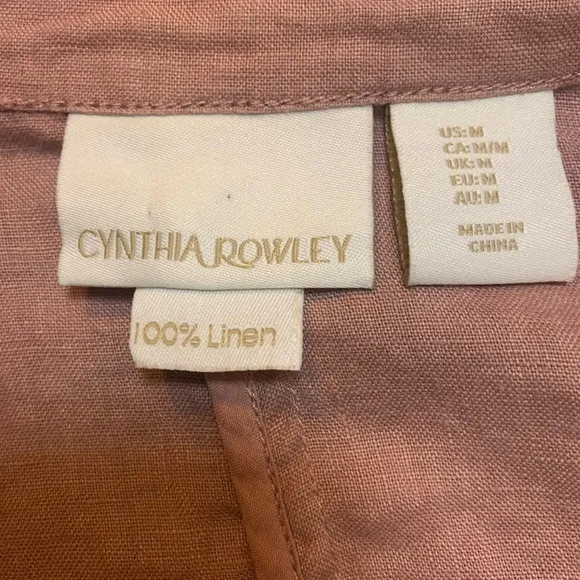 CYNTHIA ROWLEY
100% Linen
US: M
CA: M/M
UK: M
EU: M
AU: M
MADE IN
CHINA